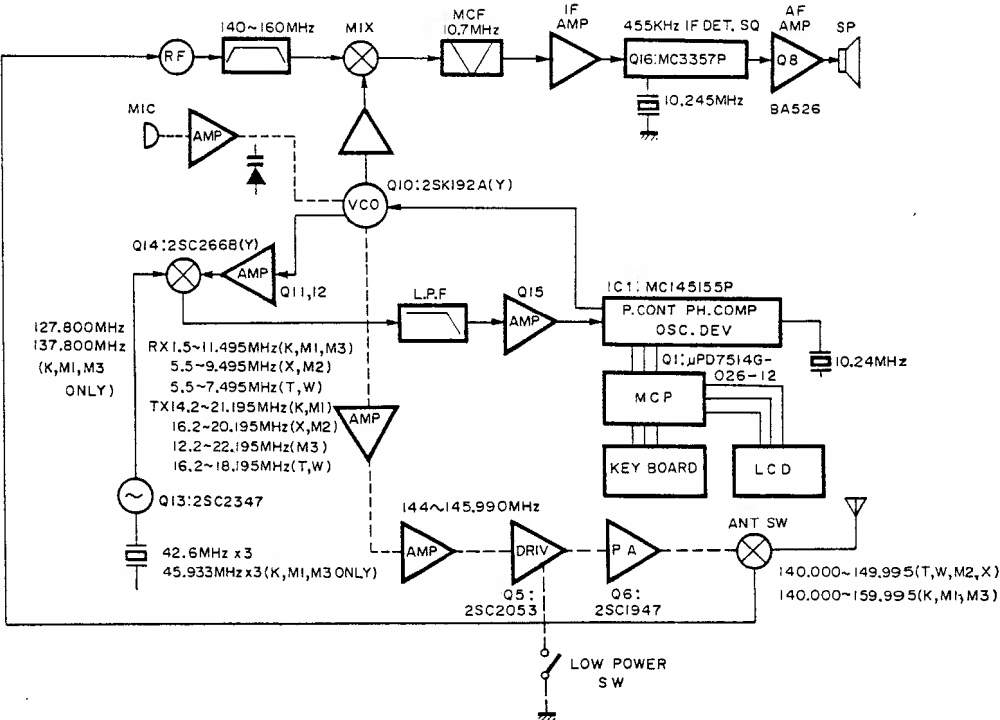 140~160MHz
MIX
MCF
10.7MHz
IF
AMP
455KHz IF DET. SQ
AF
AMP
SP
RF
Q16:MC3357P
Q8
10.245MHz
BA526
MIC
AMP
Q10:2SK192A(Y)
VCO
Q14:2SC2668(Y)
AMP
Q11,12
L.P.F
Q15
AMP
IC1: MC145155P
P.CONT PH.COMP
OSC.DEV
10.24MHz
127.800MHz
137.800MHz
(K,M1,M3
ONLY)
RX1.5~11.495MHz(K,M1,M3)
5.5~9.495MHz(X,M2)
5.5~7.495MHz(T,W)
TX14.2~21.195MHz(K,M1)
16.2~20.195MHz(X,M2)
12.2~22.195MHz(M3)
16.2~18.195MHz(T,W)
AMP
Q1:μPD7514G-
026-12
MCP
KEY BOARD
LCD
Q13:2SC2347
42.6MHz x3
45.933MHz x3(K,M1,M3 ONLY)
144~145.990MHz
AMP
DRIV
PA
ANT SW
Q5:
2SC2053
Q6:
2SC1947
140.000~149.995(T,W,M2,X)
140.000~159.995(K,M1,M3)
LOW POWER
SW